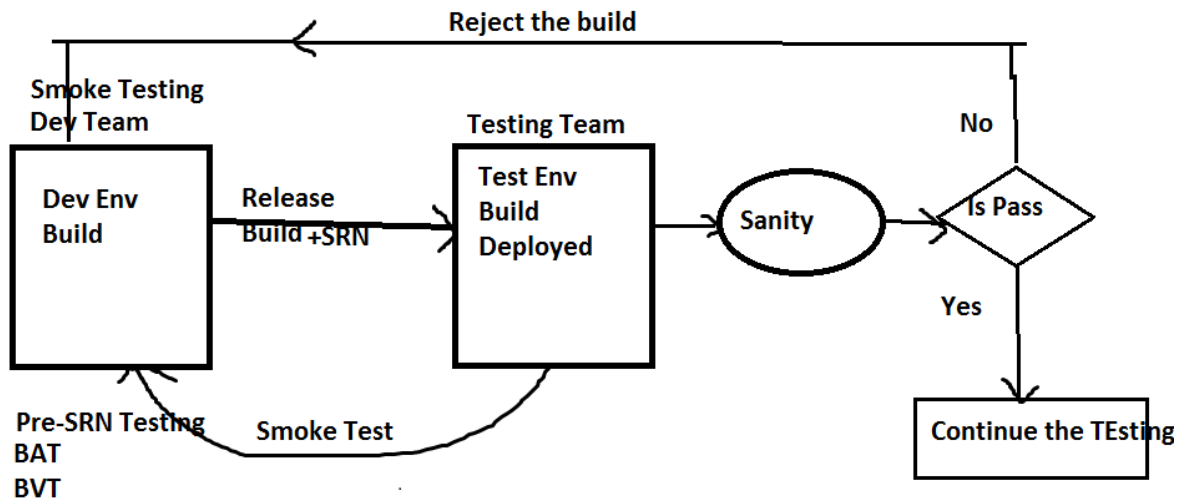 Reject the build
Smoke Testing
Dev Team
Testing Team
No
Dev Env
Build
Release
Build +SRN
Test Env
Build
Deployed
Sanity
Is Pass
Yes
Pre-SRN Testing
BAT
BVT
Smoke Test
Continue the TEsting